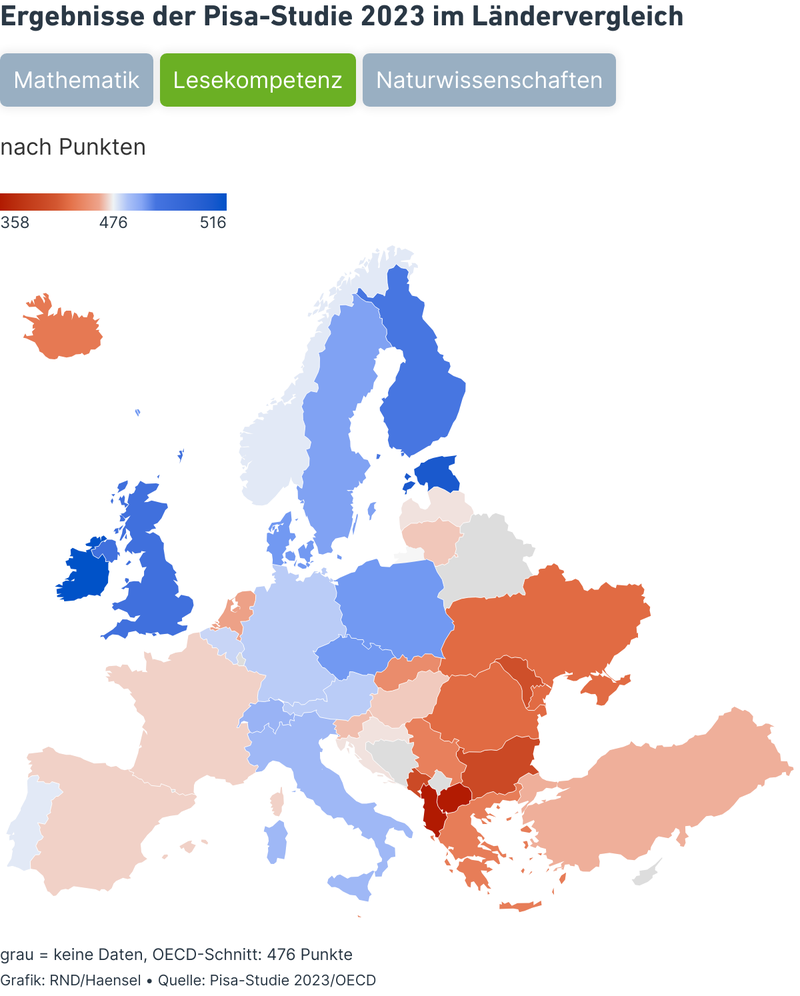 Ergebnisse der Pisa-Studie 2023 im Ländervergleich
Mathematik Lesekompetenz Naturwissenschaften
nach Punkten
358 476 516
grau = keine Daten, OECD-Schnitt: 476 Punkte
Grafik: RND/Haensel • Quelle: Pisa-Studie 2023/OECD